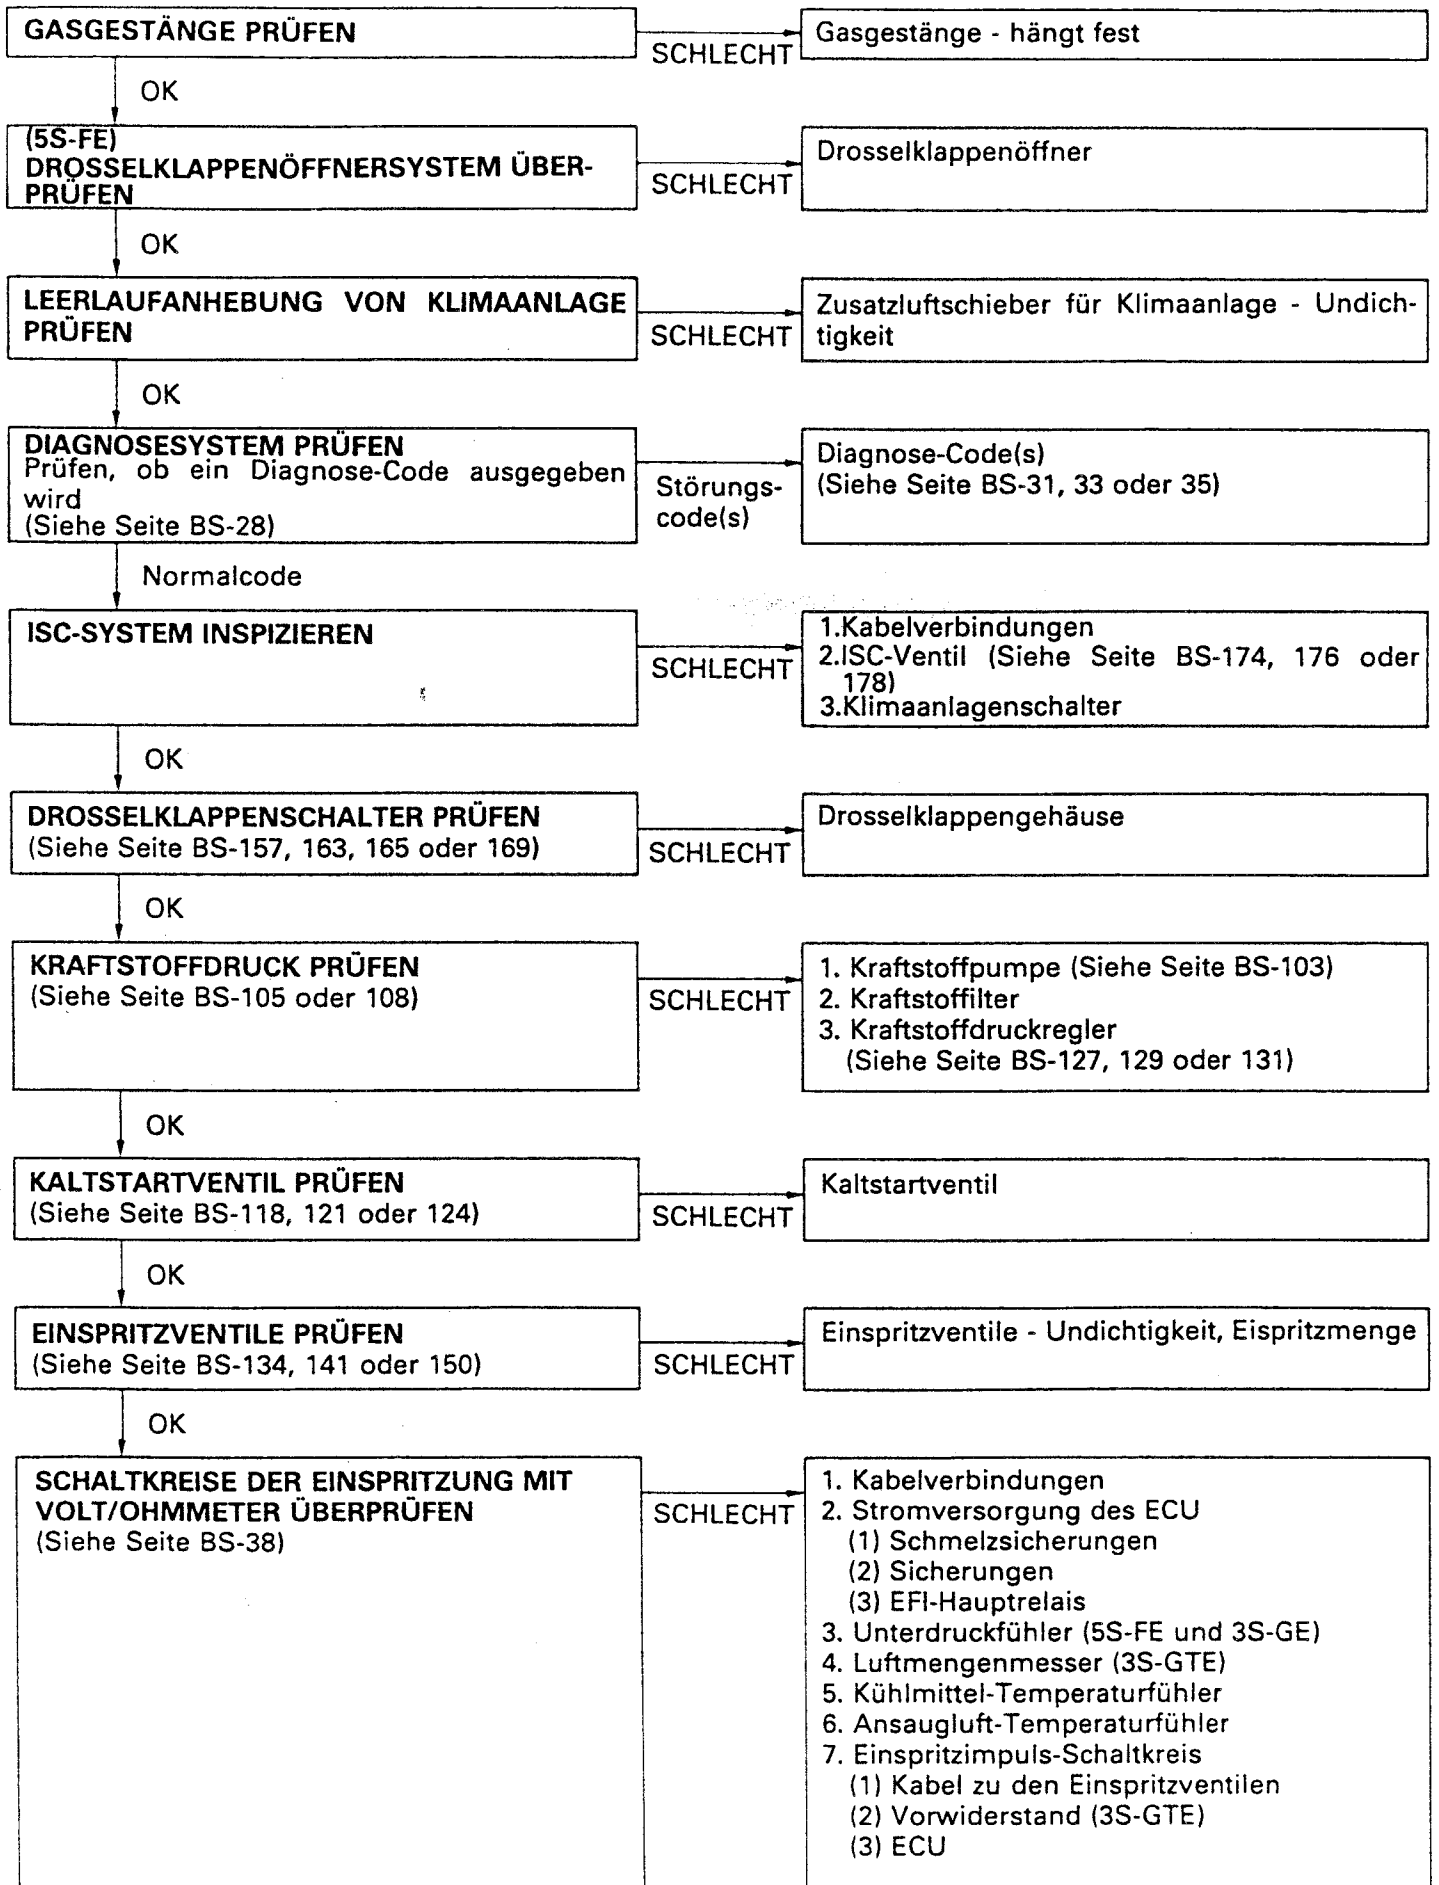 GASGESTÄNGE PRÜFEN
SCHLECHT
Gasgestänge - hängt fest
OK
(5S-FE)
DROSSELKLAPPENÖFFNERSYSTEM ÜBER-
PRÜFEN
SCHLECHT
Drosselklappenöffner
OK
LEERLAUFANHEBUNG VON KLIMAANLAGE
PRÜFEN
SCHLECHT
Zusatzluftschieber für Klimaanlage - Undich-
tigkeit
OK
DIAGNOSESYSTEM PRÜFEN
Prüfen, ob ein Diagnose-Code ausgegeben
wird
(Siehe Seite BS-28)
Störungs-
code(s)
Diagnose-Code(s)
(Siehe Seite BS-31, 33 oder 35)
Normalcode
ISC-SYSTEM INSPIZIEREN
SCHLECHT
1.Kabelverbindungen
2.ISC-Ventil (Siehe Seite BS-174, 176 oder
178)
3.Klimaanlagenschalter
OK
DROSSELKLAPPENSCHALTER PRÜFEN
(Siehe Seite BS-157, 163, 165 oder 169)
SCHLECHT
Drosselklappengehäuse
OK
KRAFTSTOFFDRUCK PRÜFEN
(Siehe Seite BS-105 oder 108)
SCHLECHT
1. Kraftstoffpumpe (Siehe Seite BS-103)
2. Kraftstoffilter
3. Kraftstoffdruckregler
(Siehe Seite BS-127, 129 oder 131)
OK
KALTSTARTVENTIL PRÜFEN
(Siehe Seite BS-118, 121 oder 124)
SCHLECHT
Kaltstartventil
OK
EINSPRITZVENTILE PRÜFEN
(Siehe Seite BS-134, 141 oder 150)
SCHLECHT
Einspritzventile - Undichtigkeit, Eispritzmenge
OK
SCHALTKREISE DER EINSPRITZUNG MIT
VOLT/OHMMETER ÜBERPRÜFEN
(Siehe Seite BS-38)
SCHLECHT
1. Kabelverbindungen
2. Stromversorgung des ECU
(1) Schmelzsicherungen
(2) Sicherungen
(3) EFI-Hauptrelais
3. Unterdruckfühler (5S-FE und 3S-GE)
4. Luftmengenmesser (3S-GTE)
5. Kühlmittel-Temperaturfühler
6. Ansaugluft-Temperaturfühler
7. Einspritzimpuls-Schaltkreis
(1) Kabel zu den Einspritzventilen
(2) Vorwiderstand (3S-GTE)
(3) ECU